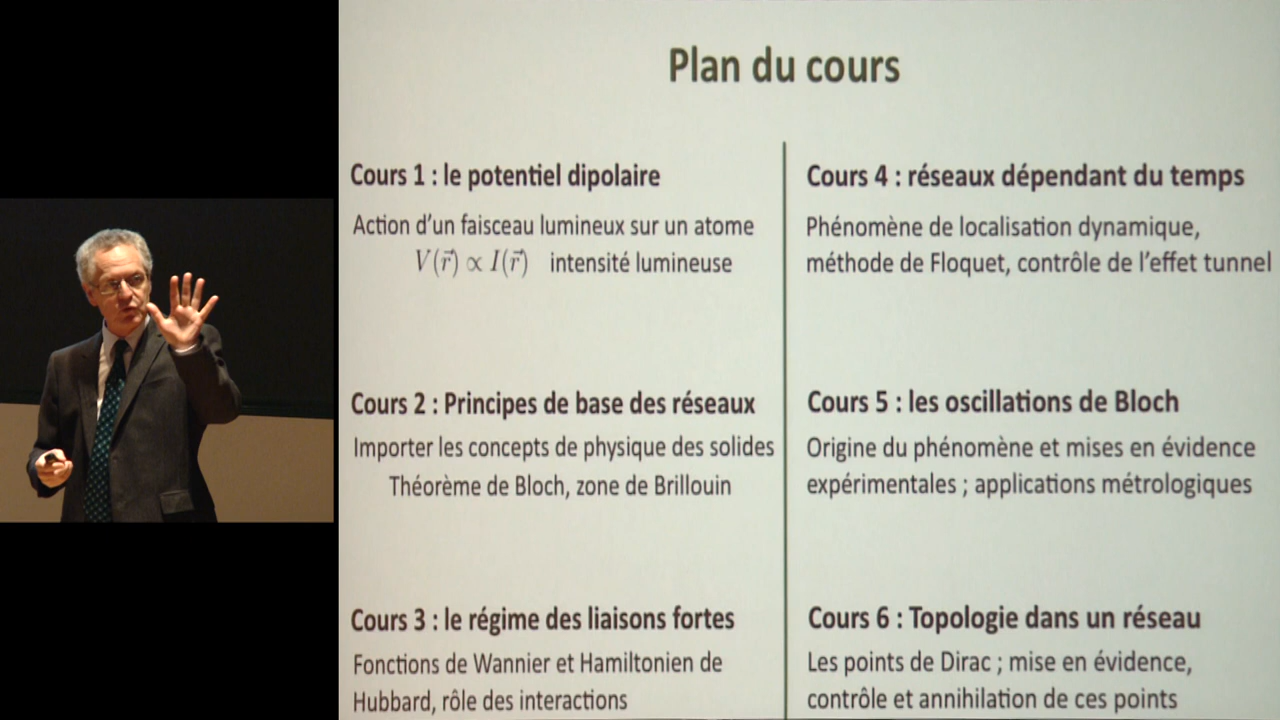 Plan du cours
Cours 1 : le potentiel dipolaire
Action d'un faisceau lumineux sur un atome
V(r⃗) ∝ I(r⃗) intensité lumineuse
Cours 2 : Principes de base des réseaux
Importer les concepts de physique des solides
Théorème de Bloch, zone de Brillouin
Cours 3 : le régime des liaisons fortes
Fonctions de Wannier et Hamiltonien de
Hubbard, rôle des interactions
Cours 4 : réseaux dépendant du temps
Phénomène de localisation dynamique,
méthode de Floquet, contrôle de l'effet tunnel
Cours 5 : les oscillations de Bloch
Origine du phénomène et mises en évidence
expérimentales ; applications métrologiques
Cours 6 : Topologie dans un réseau
Les points de Dirac ; mise en évidence,
contrôle et annihilation de ces points